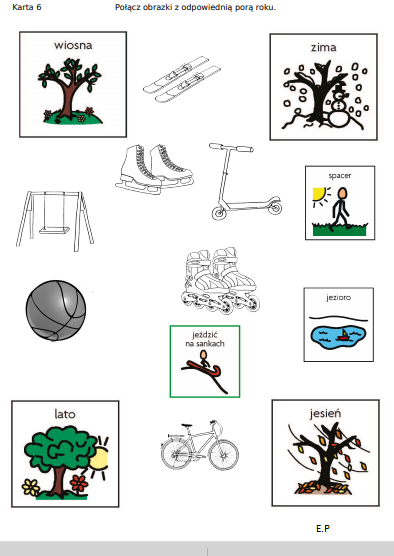 Karta 6
Połącz obrazki z odpowiednią porą roku.
wiosna
zima
spacer
jezioro
jeździć
na sankach
lato
jesień
E.P